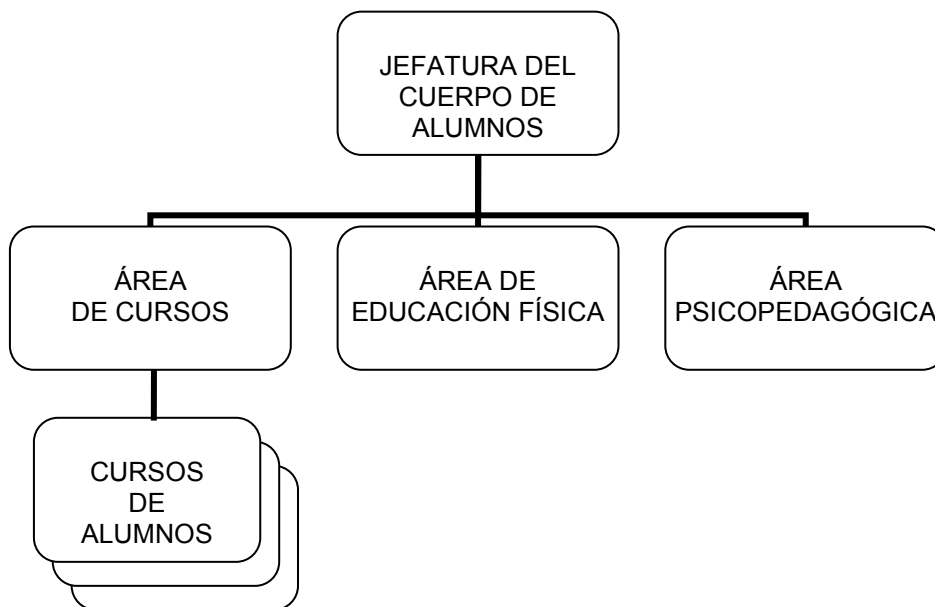 JEFATURA DEL
CUERPO DE
ALUMNOS
ÁREA
DE CURSOS
ÁREA DE
EDUCACIÓN FÍSICA
ÁREA
PSICOPEDAGÓGICA
CURSOS
DE
ALUMNOS